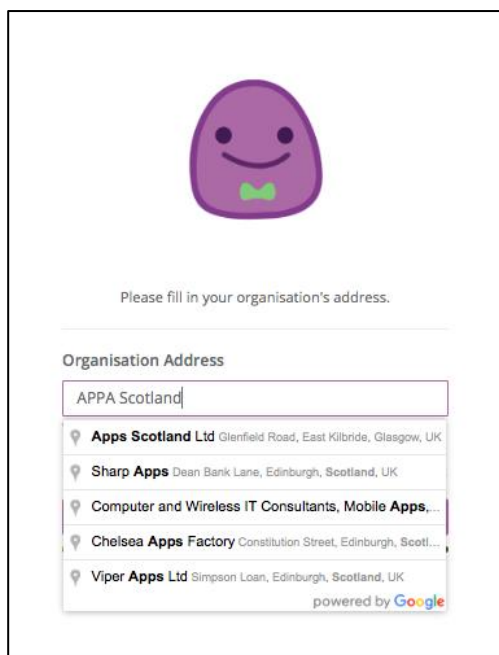 Please fill in your organisation's address.
Organisation Address
APPA Scotland
Apps Scotland Ltd Glenfield Road, East Kilbride, Glasgow, UK
Sharp Apps Dean Bank Lane, Edinburgh, Scotland, UK
Computer and Wireless IT Consultants, Mobile Apps,...
Chelsea Apps Factory Constitution Street, Edinburgh, Scotl...
Viper Apps Ltd Simpson Loan, Edinburgh, Scotland, UK
powered by Google